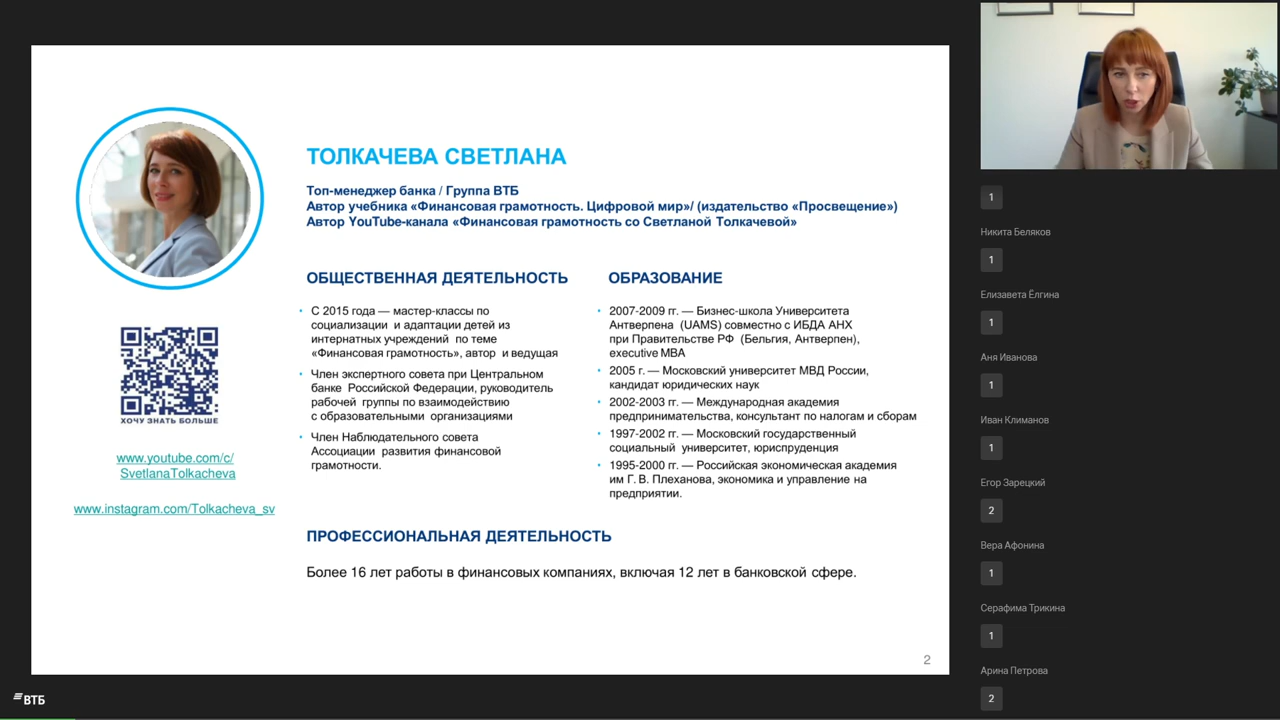 ТОЛКАЧЕВА СВЕТЛАНА
Топ-менеджер банка / Группа ВТБ
Автор учебника «Финансовая грамотность. Цифровой мир»/ (издательство «Просвещение»)
Автор YouTube-канала «Финансовая грамотность со Светланой Толкачевой»
ХОЧУ ЗНАТЬ БОЛЬШЕ
www.youtube.com/c/
SvetlanaTolkacheva
www.instagram.com/Tolkacheva_sv
ОБЩЕСТВЕННАЯ ДЕЯТЕЛЬНОСТЬ
• С 2015 года — мастер-классы по
социализации и адаптации детей из
интернатных учреждений по теме
«Финансовая грамотность», автор и ведущая
• Член экспертного совета при Центральном
банке Российской Федерации, руководитель
рабочей группы по взаимодействию
с образовательными организациями
• Член Наблюдательного совета
Ассоциации развития финансовой
грамотности.
ОБРАЗОВАНИЕ
• 2007-2009 гг. — Бизнес-школа Университета
Антверпена (UAMS) совместно с ИБДА АНХ
при Правительстве РФ (Бельгия, Антверпен),
executive MBA
• 2005 г. — Московский университет МВД России,
кандидат юридических наук
• 2002-2003 гг. — Международная академия
предпринимательства, консультант по налогам и сборам
• 1997-2002 гг. — Московский государственный
социальный университет, юриспруденция
• 1995-2000 гг. — Российская экономическая академия
им Г. В. Плеханова, экономика и управление на
предприятии.
ПРОФЕССИОНАЛЬНАЯ ДЕЯТЕЛЬНОСТЬ
Более 16 лет работы в финансовых компаниях, включая 12 лет в банковской сфере.
2
ВТБ
1
Никита Беляков
1
Елизавета Ёлгина
1
Аня Иванова
1
Иван Климанов
1
Егор Зарецкий
2
Вера Афонина
1
Серафима Трикина
1
Арина Петрова
2